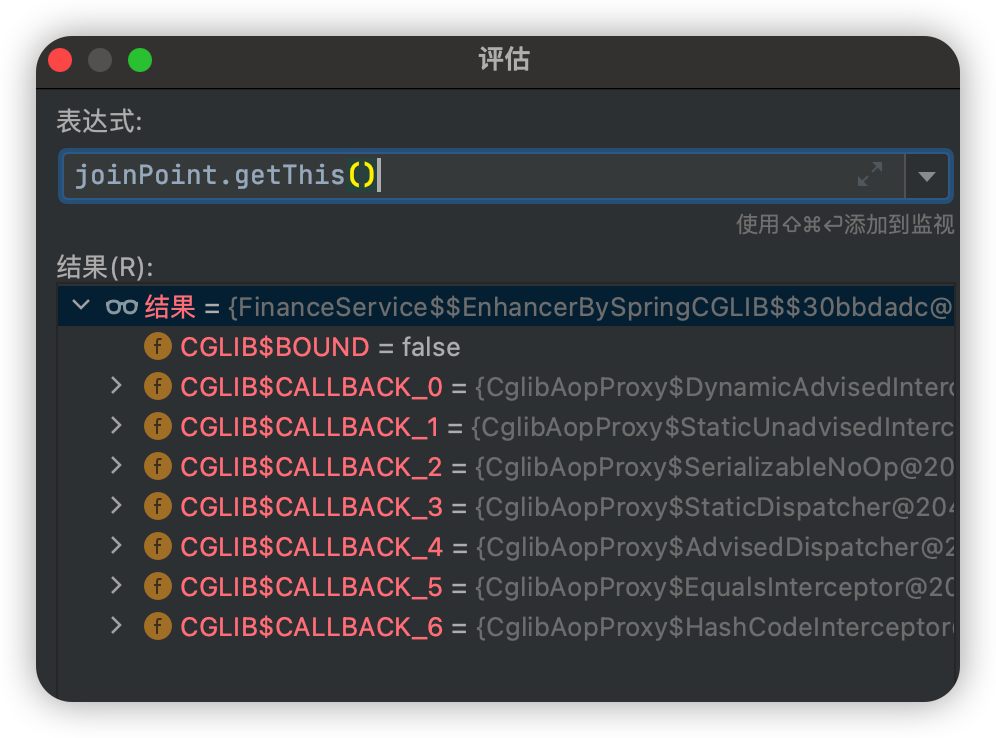 评估
表达式:
joinPoint.getThis()
使用⇧⌘⏎添加到监视
结果(R):
结果 = {FinanceService$$EnhancerBySpringCGLIB$$30bbdadc@
f CGLIB$BOUND = false
f CGLIB$CALLBACK_0 = {CglibAopProxy$DynamicAdvisedInterc
f CGLIB$CALLBACK_1 = {CglibAopProxy$StaticUnadvisedInterc
f CGLIB$CALLBACK_2 = {CglibAopProxy$SerializableNoOp@20
f CGLIB$CALLBACK_3 = {CglibAopProxy$StaticDispatcher@204
f CGLIB$CALLBACK_4 = {CglibAopProxy$AdvisedDispatcher@2
f CGLIB$CALLBACK_5 = {CglibAopProxy$EqualsInterceptor@20
f CGLIB$CALLBACK_6 = {CglibAopProxy$HashCodeInterceptor